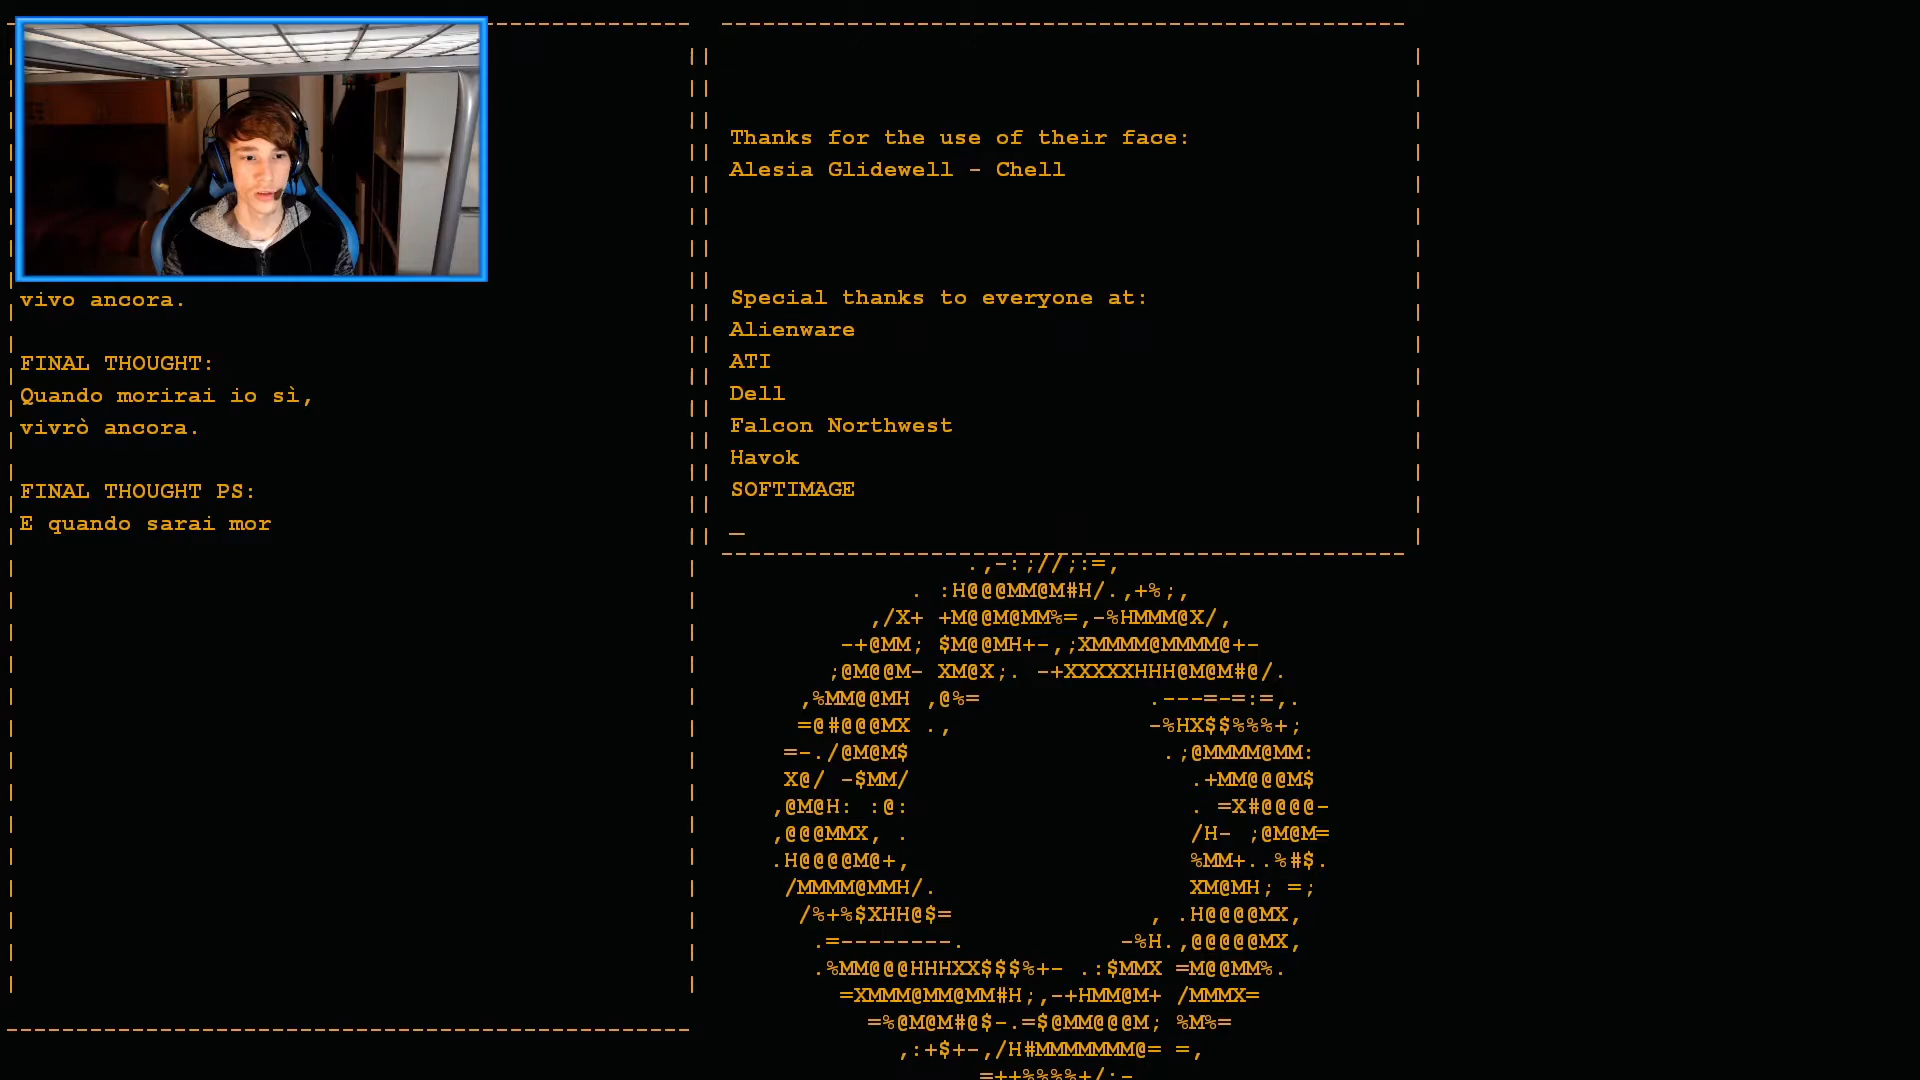 vivo ancora.
FINAL THOUGHT:
Quando morirai io sì,
vivrò ancora.
FINAL THOUGHT PS:
E quando sarai mor
Thanks for the use of their face:
Alesia Glidewell - Chell
Special thanks to everyone at:
Alienware
ATI
Dell
Falcon Northwest
Havok
SOFTIMAGE